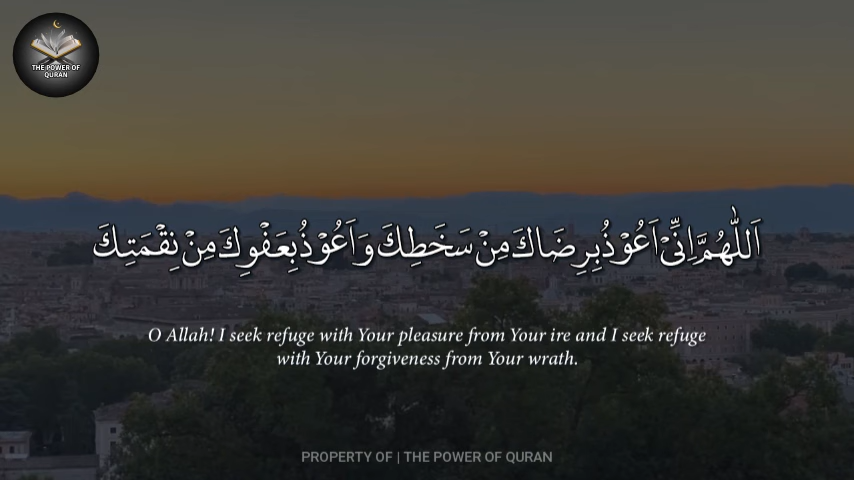 THE POWER OF
QURAN
اَللّٰهُمَّ اِنِّیْ اَعُوْذُ بِرِضَاكَ مِنْ سَخَطِكَ وَ اَعُوْذُ بِعَفْوِكَ مِنْ نِقْمَتِكَ
O Allah! I seek refuge with Your pleasure from Your ire and I seek refuge
with Your forgiveness from Your wrath.
PROPERTY OF | THE POWER OF QURAN